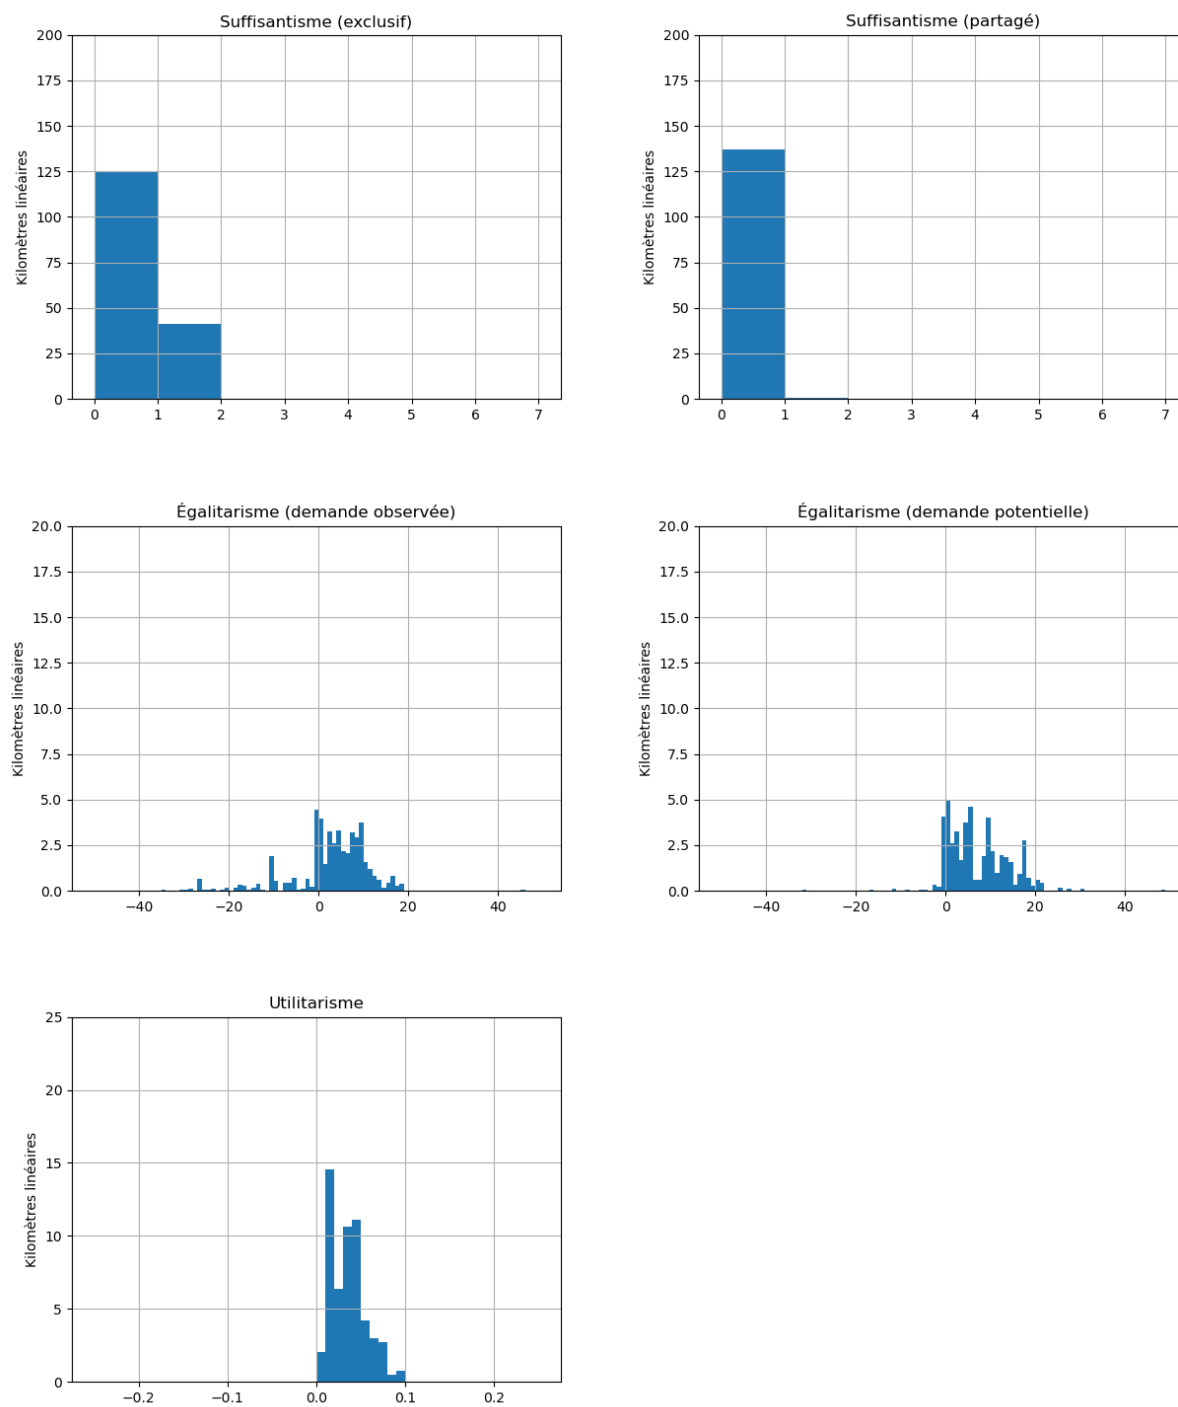 Suffisantisme (exclusif)
200
175
150
125
100
75
50
25
0
Kilomètres linéaires
0 1 2 3 4 5 6 7
Suffisantisme (partagé)
200
175
150
125
100
75
50
25
0
Kilomètres linéaires
0 1 2 3 4 5 6 7
Égalitarisme (demande observée)
20.0
17.5
15.0
12.5
10.0
7.5
5.0
2.5
0.0
Kilomètres linéaires
−40 −20 0 20 40
Égalitarisme (demande potentielle)
20.0
17.5
15.0
12.5
10.0
7.5
5.0
2.5
0.0
Kilomètres linéaires
−40 −20 0 20 40
Utilitarisme
25
20
15
10
5
0
Kilomètres linéaires
−0.2 −0.1 0.0 0.1 0.2